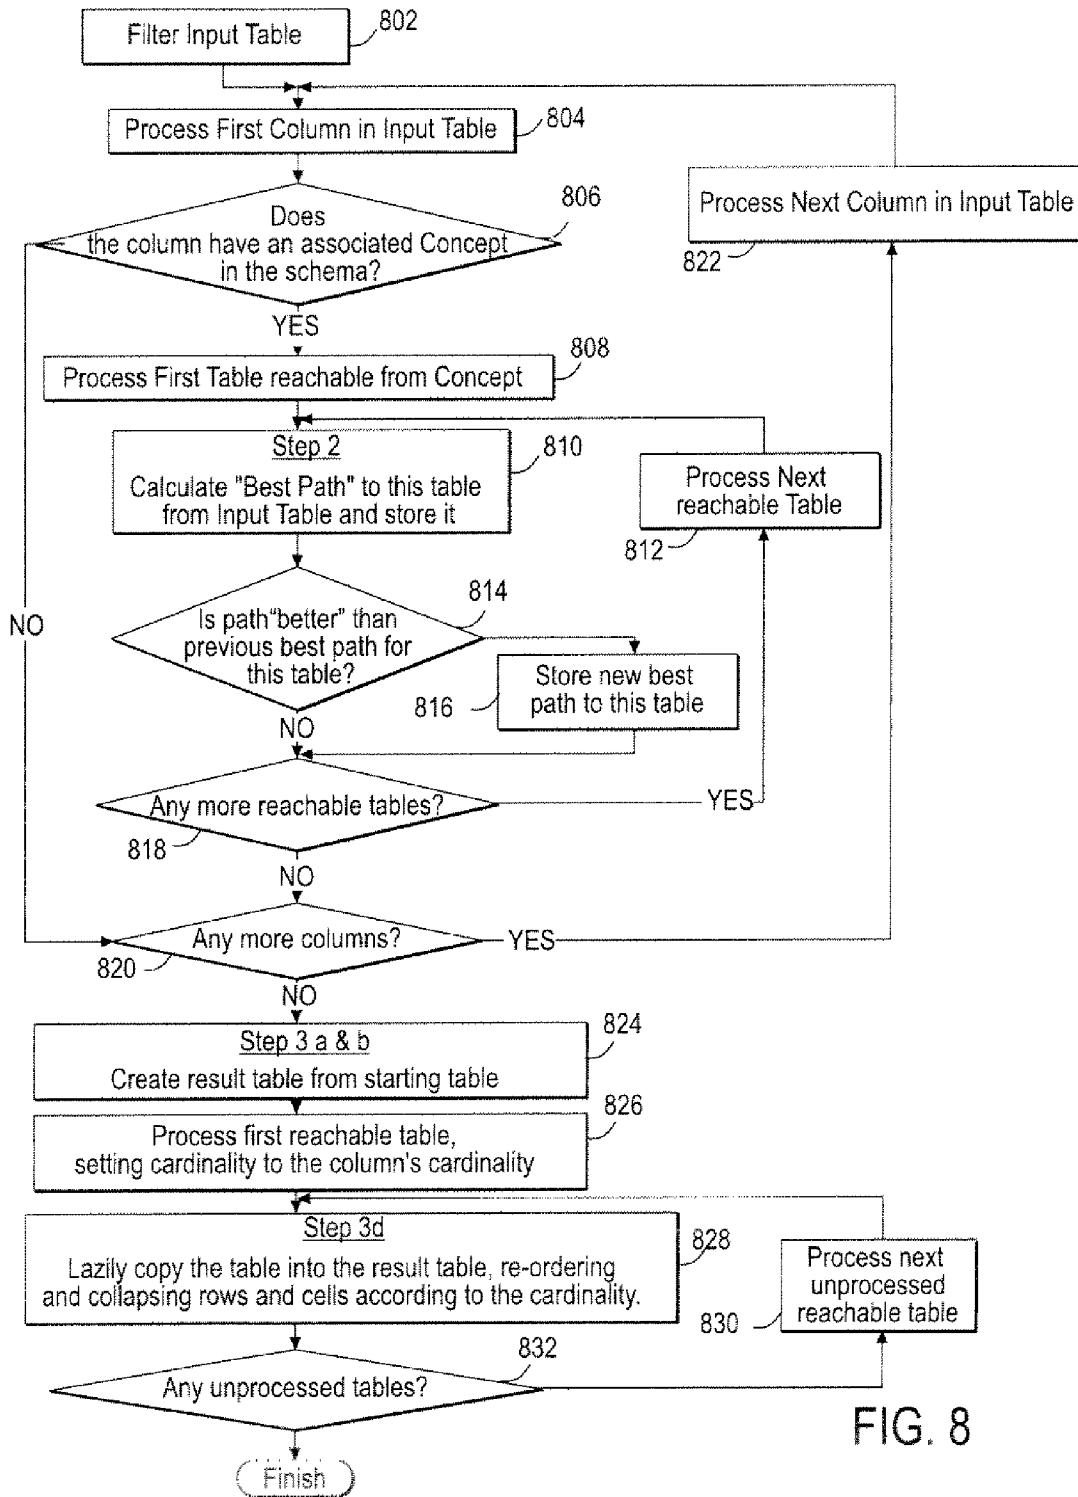 Filter Input Table
802
Process First Column in Input Table
804
Does
the column have an associated Concept
in the schema?
806
Process Next Column in Input Table
822
YES
Process First Table reachable from Concept
808
Step 2
Calculate "Best Path" to this table
from Input Table and store it
810
Process Next
reachable Table
812
NO
Is path“better” than
previous best path for
this table?
814
Store new best
path to this table
816
NO
Any more reachable tables?
818
YES
NO
Any more columns?
820
YES
NO
Step 3 a & b
Create result table from starting table
824
Process first reachable table,
setting cardinality to the column's cardinality
826
Step 3d
Lazily copy the table into the result table, re-ordering
and collapsing rows and cells according to the cardinality.
828
Process next
unprocessed
reachable table
830
Any unprocessed tables?
832
Finish
FIG. 8